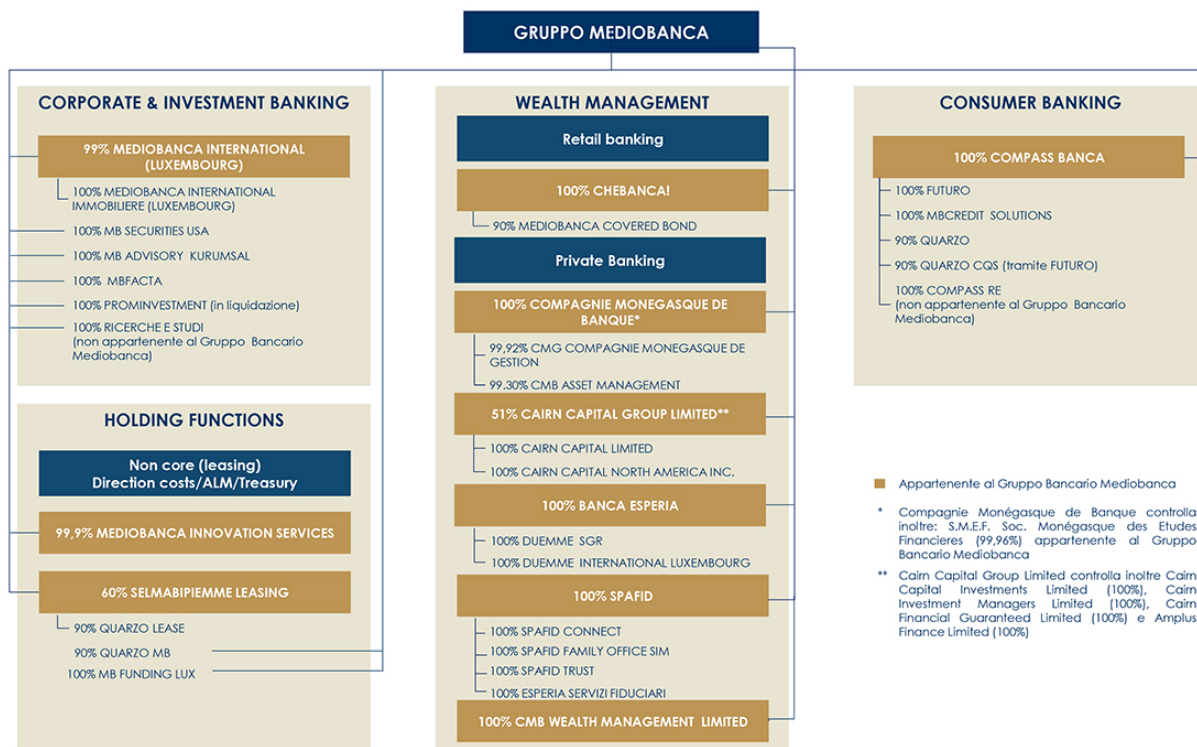 GRUPPO MEDIOBANCA
CORPORATE & INVESTMENT BANKING
99% MEDIOBANCA INTERNATIONAL
(LUXEMBOURG)
100% MEDIOBANCA INTERNATIONAL
IMMOBILIERE (LUXEMBOURG)
100% MB SECURITIES USA
100% MB ADVISORY KURUMSAL
100% MBFACTA
100% PROMINVESTMENT (in liquidazione)
100% RICERCHE E STUDI
(non appartenente al Gruppo Bancario
Mediobanca)
HOLDING FUNCTIONS
Non core (leasing)
Direction costs/ALM/Treasury
99,9% MEDIOBANCA INNOVATION SERVICES
60% SELMABIPIEMME LEASING
90% QUARZO LEASE
90% QUARZO MB
100% MB FUNDING LUX
WEALTH MANAGEMENT
Retail banking
100% CHEBANCA!
90% MEDIOBANCA COVERED BOND
Private Banking
100% COMPAGNIE MONEGASQUE DE
BANQUE*
99,92% CMG COMPAGNIE MONEGASQUE DE
GESTION
99.30% CMB ASSET MANAGEMENT
51% CAIRN CAPITAL GROUP LIMITED**
100% CAIRN CAPITAL LIMITED
100% CAIRN CAPITAL NORTH AMERICA INC.
100% BANCA ESPERIA
100% DUEMME SGR
100% DUEMME INTERNATIONAL LUXEMBOURG
100% SPAFID
100% SPAFID CONNECT
100% SPAFID FAMILY OFFICE SIM
100% SPAFID TRUST
100% ESPERIA SERVIZI FIDUCIARI
100% CMB WEALTH MANAGEMENT LIMITED
CONSUMER BANKING
100% COMPASS BANCA
100% FUTURO
100% MBCREDIT SOLUTIONS
90% QUARZO
90% QUARZO CQS (tramite FUTURO)
100% COMPASS RE
(non appartenente al Gruppo Bancario
Mediobanca)
Appartenente al Gruppo Bancario Mediobanca
* Compagnie Monégasque de Banque controlla
inoltre: S.M.E.F. Soc. Monégasque des Etudes
Financieres (99,96%) appartenente al Gruppo
Bancario Mediobanca
** Cairn Capital Group Limited controlla inoltre Cairn
Capital Investments Limited (100%), Cairn
Investment Managers Limited (100%), Cairn
Financial Guaranteed Limited (100%) e Amplus
Finance Limited (100%)